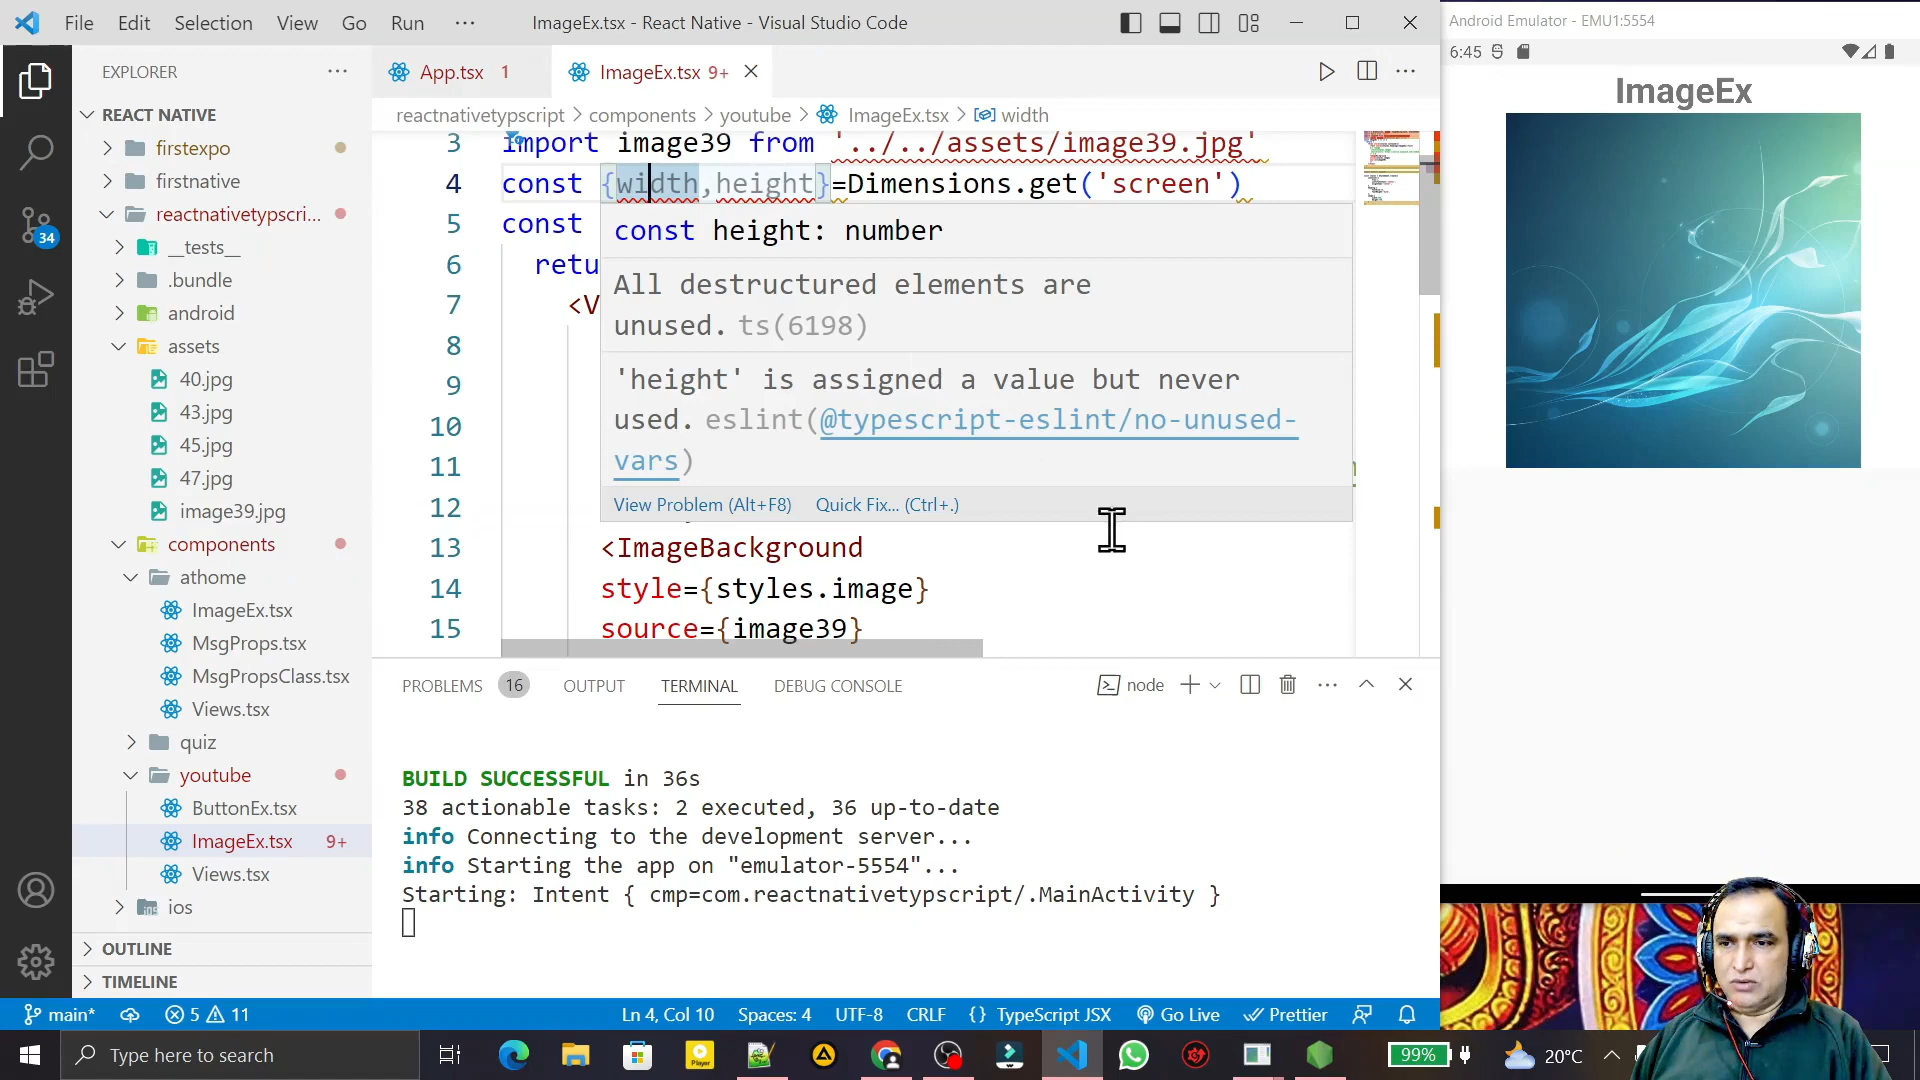 File Edit Selection View Go Run ···
ImageEx.tsx - React Native - Visual Studio Code
EXPLORER
REACT NATIVE
firstexpo
firstnative
reactnativetypscri...
__tests__
.bundle
android
assets
40.jpg
43.jpg
45.jpg
47.jpg
image39.jpg
components
athome
ImageEx.tsx
MsgProps.tsx
MsgPropsClass.tsx
Views.tsx
quiz
youtube
ButtonEx.tsx
ImageEx.tsx 9+
Views.tsx
ios
OUTLINE
TIMELINE
34
App.tsx 1
ImageEx.tsx 9+
reactnativetypscript > components > youtube > ImageEx.tsx > width
3 import image39 from '../../assets/image39.jpg'
4 const {width,height}=Dimensions.get('screen')
5 const
6 retu
7 <V
8
9
10
11
12
13 <ImageBackground
14 style={styles.image}
15 source={image39}
const height: number
All destructured elements are
unused. ts(6198)
'height' is assigned a value but never
used. eslint(@typescript-eslint/no-unused-
vars)
View Problem (Alt+F8) Quick Fix... (Ctrl+.)
PROBLEMS 16 OUTPUT TERMINAL DEBUG CONSOLE
node
BUILD SUCCESSFUL in 36s
38 actionable tasks: 2 executed, 36 up-to-date
info Connecting to the development server...
info Starting the app on "emulator-5554"...
Starting: Intent { cmp=com.reactnativetypscript/.MainActivity }
main* 5 11
Ln 4, Col 10 Spaces: 4 UTF-8 CRLF {} TypeScript JSX Go Live Prettier
Type here to search
Player
99%
20°C
Android Emulator - EMU1:5554
6:45
ImageEx